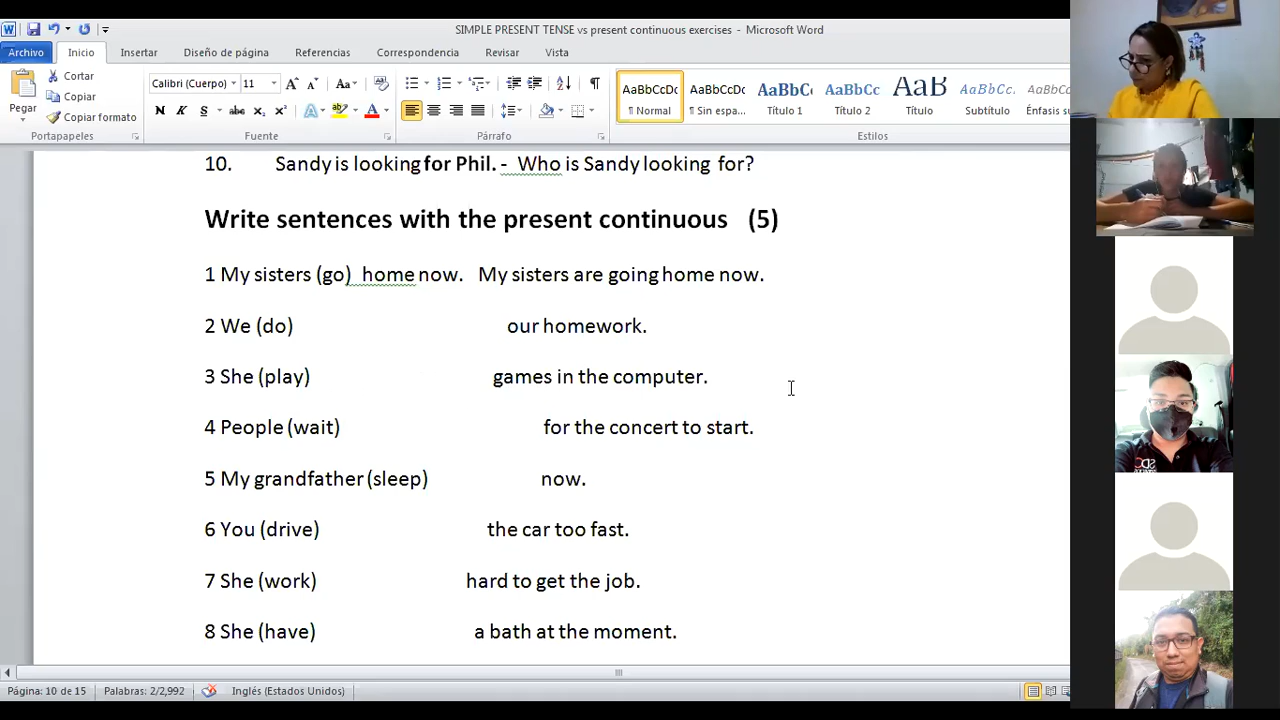 SIMPLE PRESENT TENSE vs present continuous exercises - Microsoft Word
Archivo Inicio Insertar Diseño de página Referencias Correspondencia Revisar Vista
Pegar
Cortar
Copiar
Copiar formato
Portapapeles
Calibri (Cuerpo) 11
N K S abc x₂ x²
Fuente
Párrafo
AaBbCcDc AaBbCcDc AaBbC AaBbCc AaB AaBbCc. AaBbCc
¶ Normal ¶ Sin espa... Título 1 Título 2 Título Subtítulo Énfasis su
Estilos
10. Sandy is looking for Phil. - Who is Sandy looking for?
Write sentences with the present continuous (5)
1 My sisters (go) home now. My sisters are going home now.
2 We (do) our homework.
3 She (play) games in the computer.
4 People (wait) for the concert to start.
5 My grandfather (sleep) now.
6 You (drive) the car too fast.
7 She (work) hard to get the job.
8 She (have) a bath at the moment.
Página: 10 de 15 Palabras: 2/2,992 Inglés (Estados Unidos)
SDC